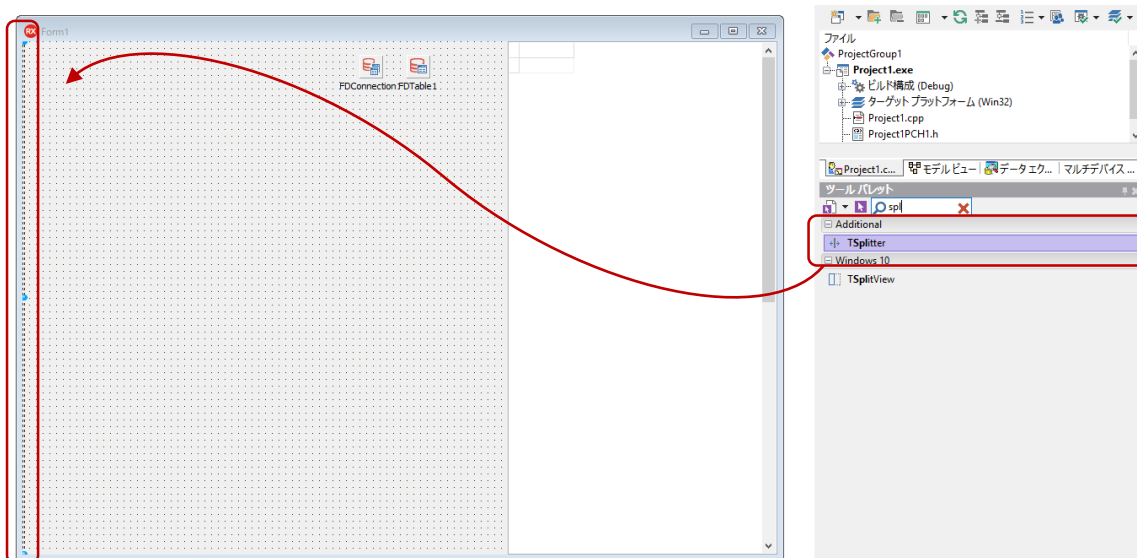 RX Form1
FDConnection FDTable1
ファイル
ProjectGroup1
Project1.exe
ビルド構成 (Debug)
ターゲット プラットフォーム (Win32)
Project1.cpp
Project1PCH1.h
Project1.c... モデル ビュー データ エク... マルチデバイス ...
ツール パレット
spl
Additional
TSplitter
Windows 10
TSplitView